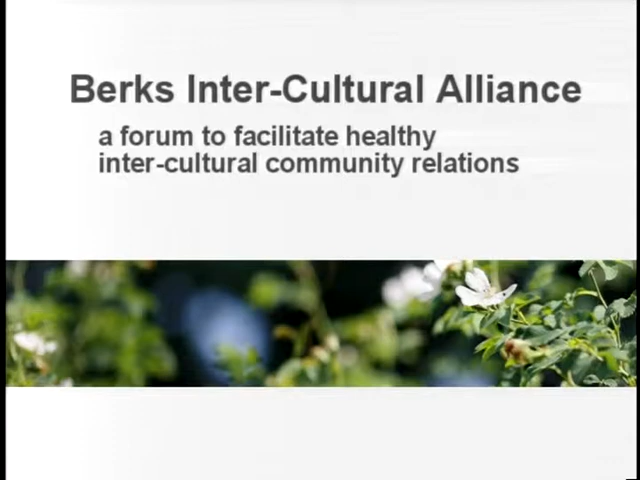 Berks Inter-Cultural Alliance
a forum to facilitate healthy
inter-cultural community relations